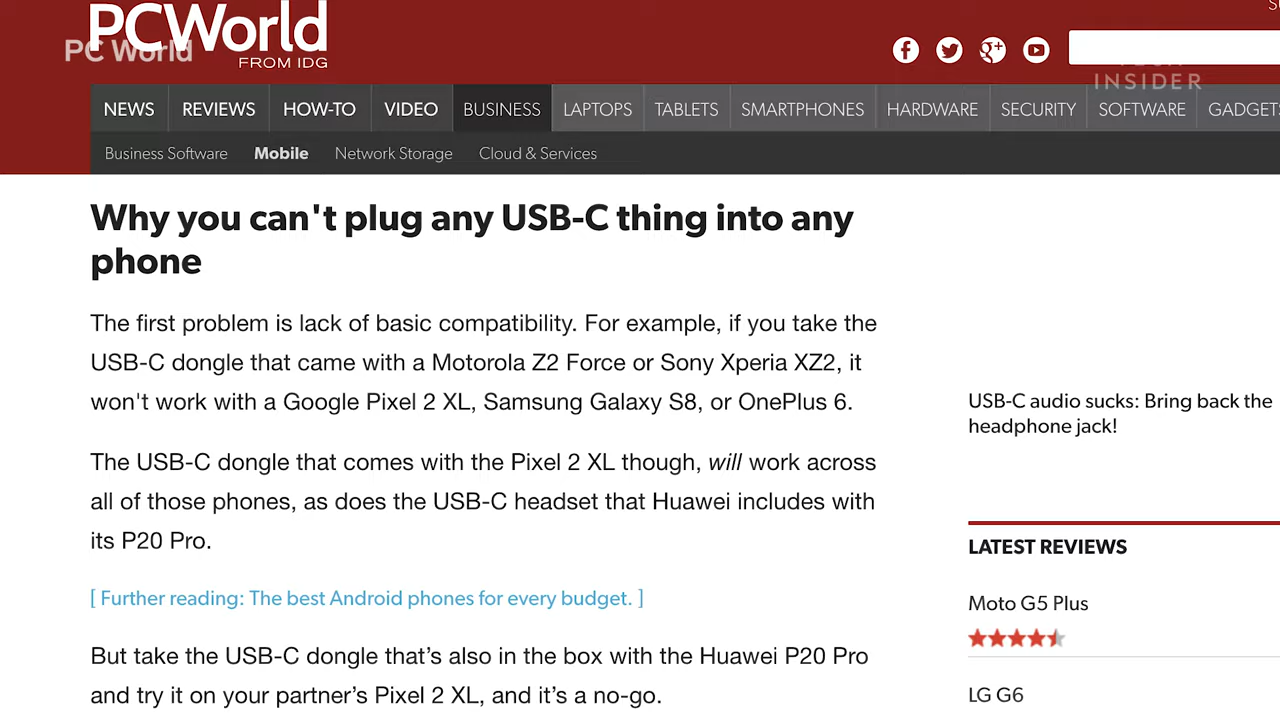 PCWorld
FROM IDG
PC World
TECH
INSIDER
NEWS REVIEWS HOW-TO VIDEO BUSINESS LAPTOPS TABLETS SMARTPHONES HARDWARE SECURITY SOFTWARE GADGETS
Business Software Mobile Network Storage Cloud & Services
Why you can't plug any USB-C thing into any
phone
The first problem is lack of basic compatibility. For example, if you take the
USB-C dongle that came with a Motorola Z2 Force or Sony Xperia XZ2, it
won't work with a Google Pixel 2 XL, Samsung Galaxy S8, or OnePlus 6.
The USB-C dongle that comes with the Pixel 2 XL though, will work across
all of those phones, as does the USB-C headset that Huawei includes with
its P20 Pro.
[ Further reading: The best Android phones for every budget. ]
But take the USB-C dongle that’s also in the box with the Huawei P20 Pro
and try it on your partner’s Pixel 2 XL, and it’s a no-go.
USB-C audio sucks: Bring back the
headphone jack!
LATEST REVIEWS
Moto G5 Plus
LG G6